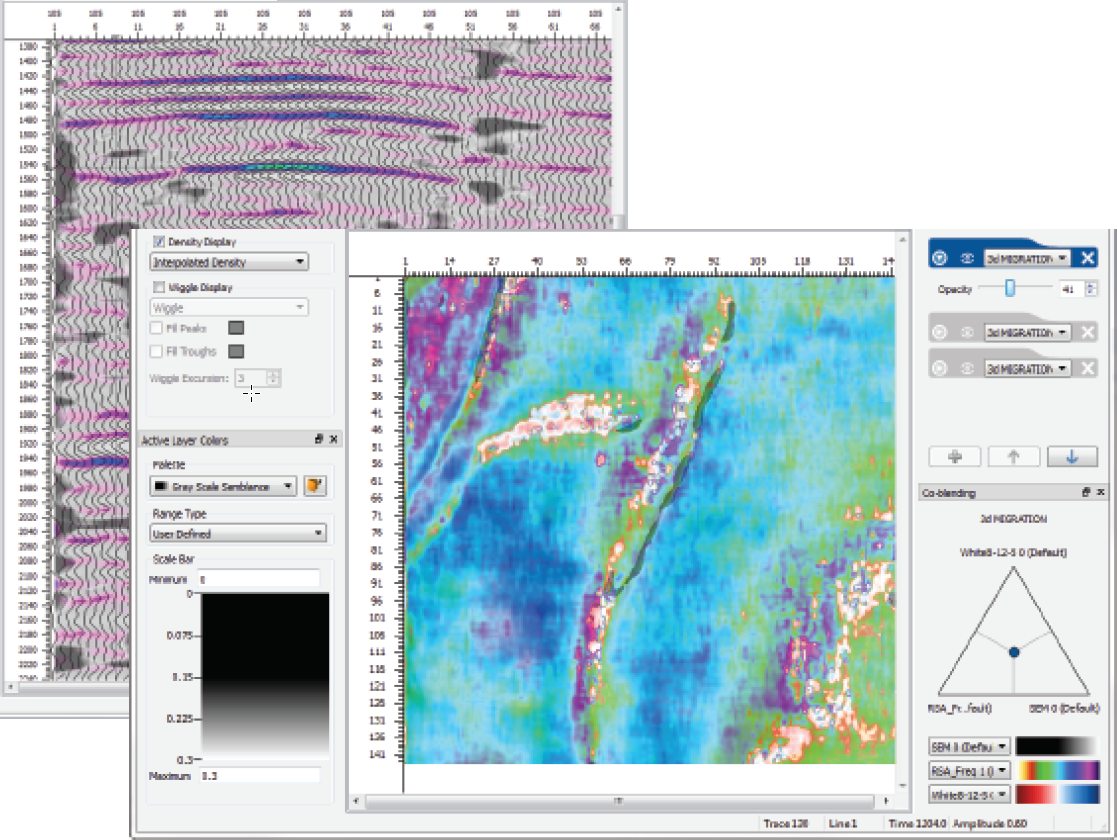 105 105 105 105 105 105 105 105 105 105 105 105 105 105
1 6 11 16 21 26 31 36 41 46 51 56 61 66
1380
1400
1420
1440
1460
1480
1500
1520
1540
1560
1580
1600
1620
1640
1660
1680
1700
1720
1740
1760
1780
1800
1820
1840
1860
1880
1900
1920
1940
1960
1980
2000
2020
2040
2060
2080
2100
2120
2140
2160
2180
2200
2220
Density Display
Interpolated Density
Wiggle Display
Wiggle
Fill Peaks
Fill Troughs
Wiggle Excursion: 3
Active Layer Colors
Palette
Gray Scale Semblance
Range Type
User Defined
Scale Bar
Minimum 0
0
0.075
0.15
0.225
0.3
Maximum 0.3
1 14 27 40 53 66 79 92 105 118 131 14
1
6
11
16
21
26
31
36
41
46
51
56
61
66
71
76
81
86
91
96
101
106
111
116
121
126
131
136
141
3d MIGRATION
Opacity 41
3d MIGRATION
3d MIGRATION
Co-blending
3d MIGRATION
White8-12-5 0 (Default)
RSA_Fr...fault) SEM 0 (Default)
SEM 0 (Defau
RSA_Freq 1 (
White8-12-5 (
Trace 120 Line 1 Time 1204.0 Amplitude 0.60